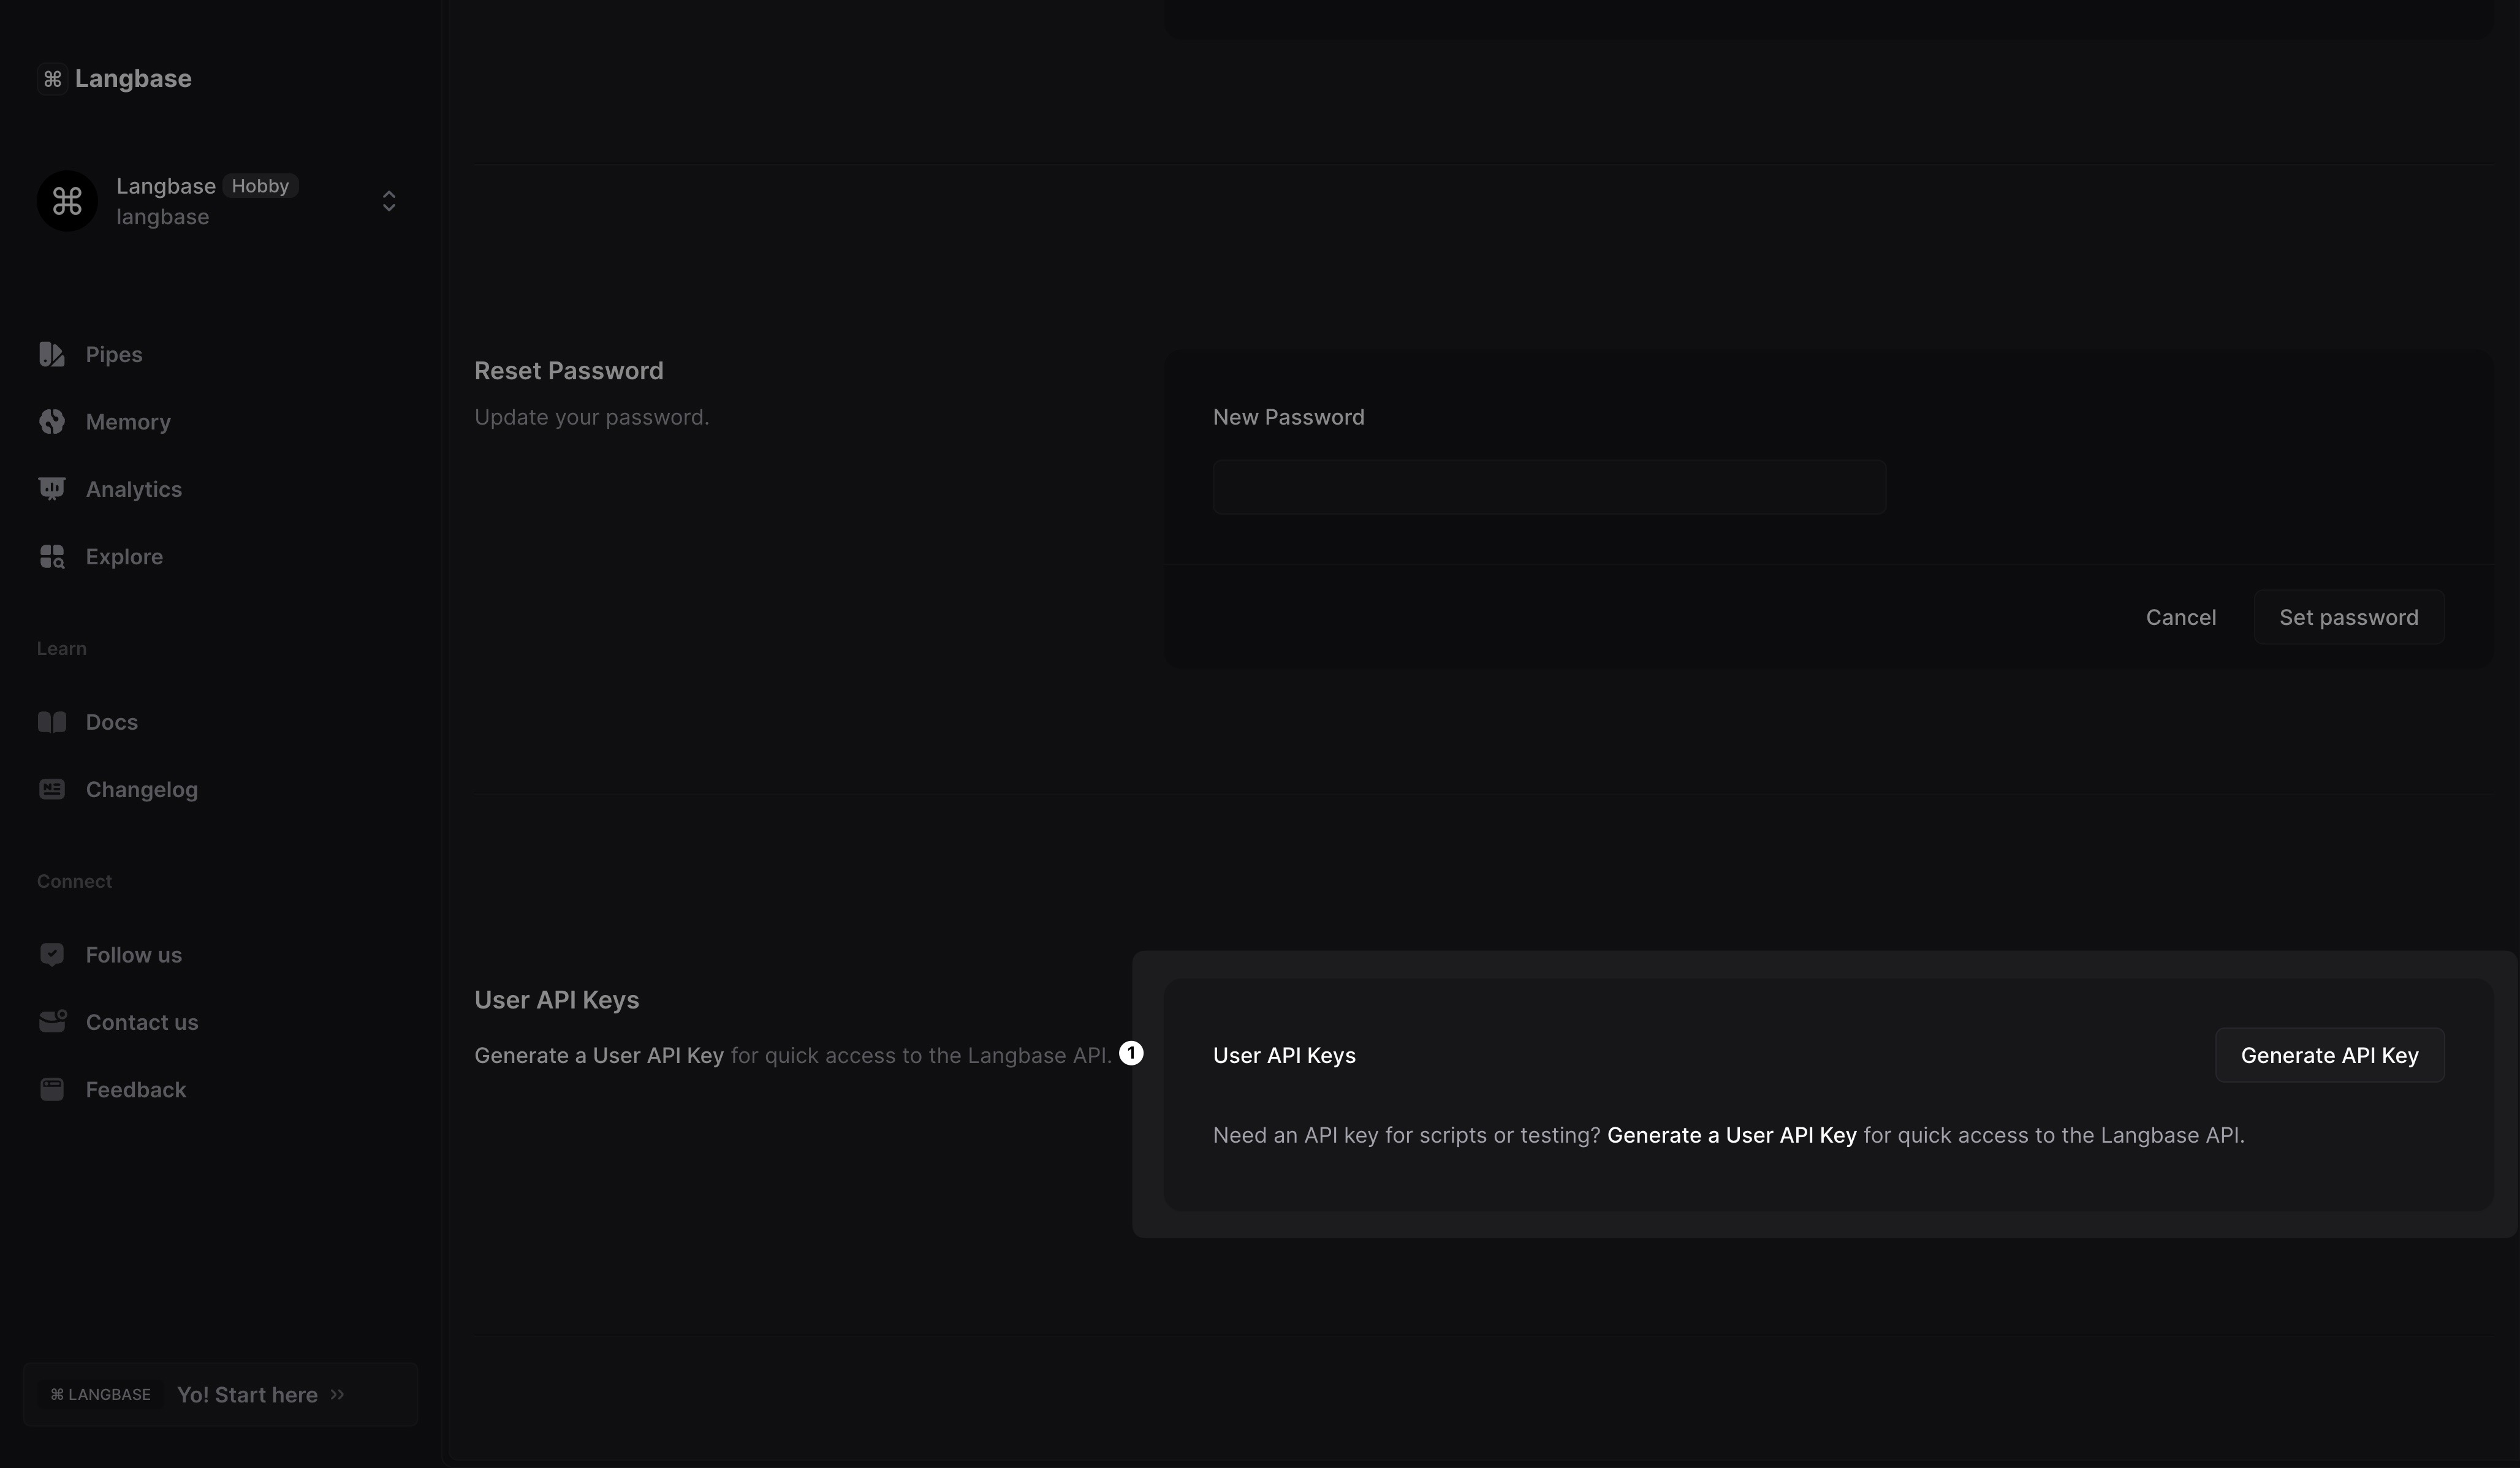 ⌘ Langbase
Langbase Hobby
langbase
Pipes
Memory
Analytics
Explore
Learn
Docs
Changelog
Connect
Follow us
Contact us
Feedback
⌘ LANGBASE Yo! Start here >>
Reset Password
Update your password.
New Password
Cancel Set password
User API Keys
Generate a User API Key for quick access to the Langbase API.
1
User API Keys
Generate API Key
Need an API key for scripts or testing? Generate a User API Key for quick access to the Langbase API.